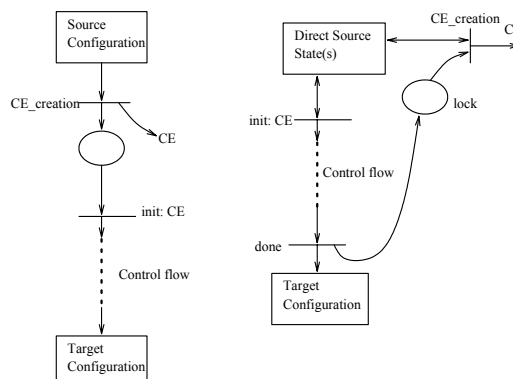 Source
Configuration
CE_creation
CE
init: CE
Control flow
Target
Configuration
CE_creation
C
Direct Source
State(s)
lock
init: CE
Control flow
done
Target
Configuration